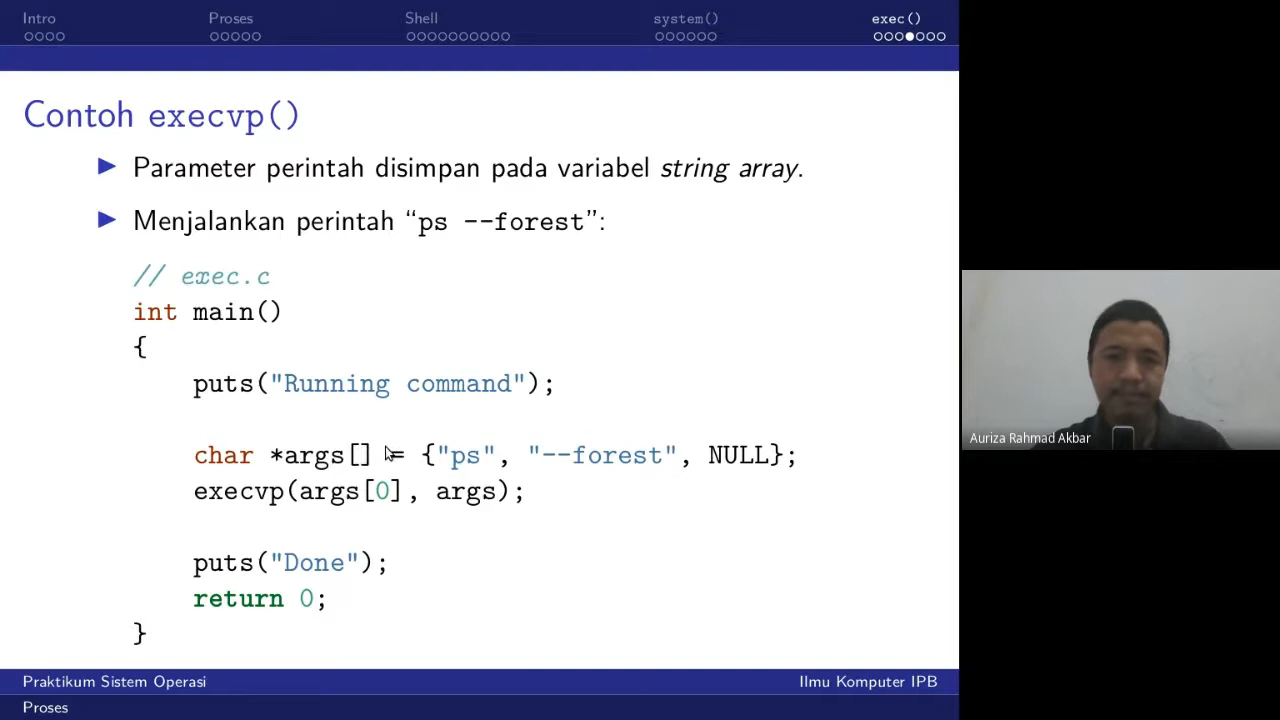 Intro
Proses
Shell
system()
exec()
Contoh execvp()
Parameter perintah disimpan pada variabel string array.
Menjalankan perintah “ps --forest”:
// exec.c
int main()
{
puts("Running command");
char *args[] = {"ps", "--forest", NULL};
execvp(args[0], args);
puts("Done");
return 0;
}
Auriza Rahmad Akbar
Praktikum Sistem Operasi
Ilmu Komputer IPB
Proses